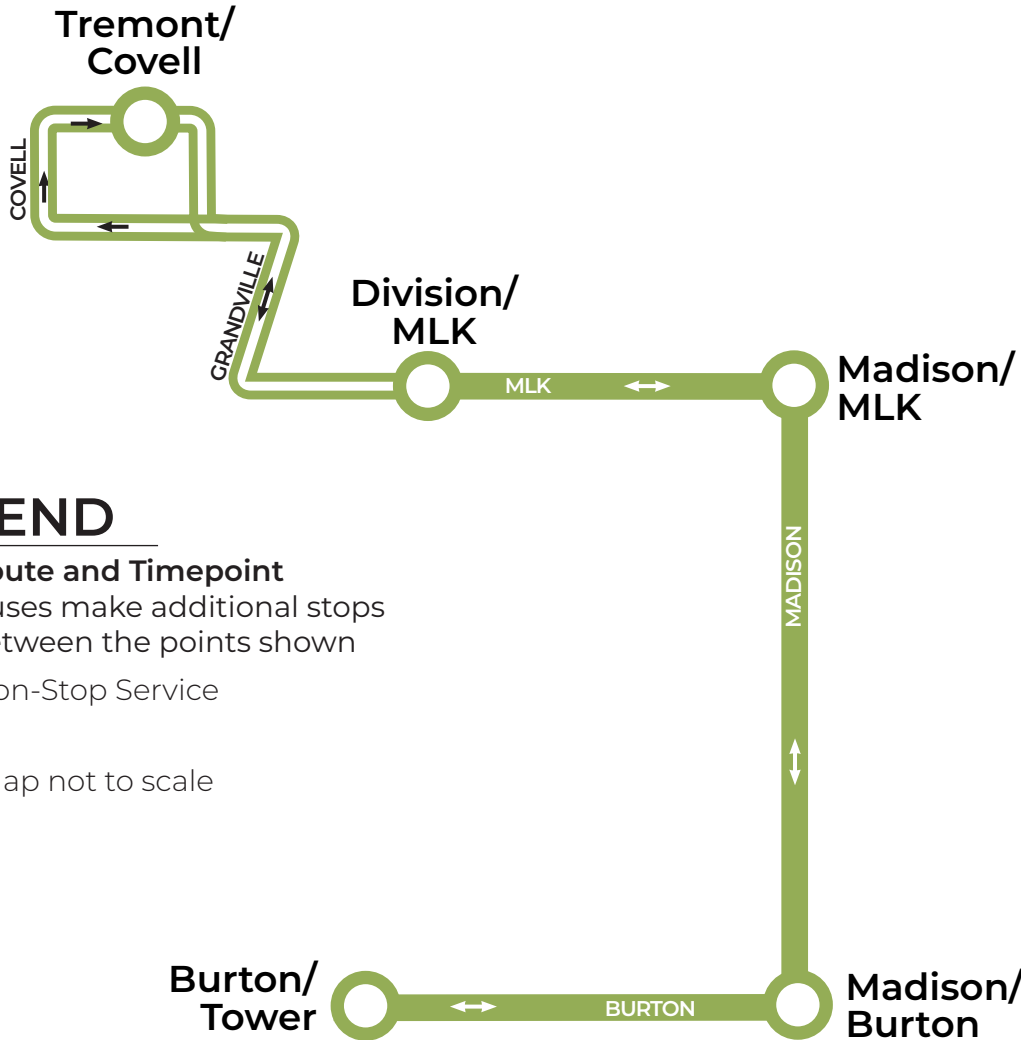 Tremont/
Covell
COVELL
GRANDVILLE
Division/
MLK
MLK
Madison/
MLK
MADISON
END
oute and Timepoint
uses make additional stops
etween the points shown
on-Stop Service
ap not to scale
Burton/
Tower
BURTON
Madison/
Burton